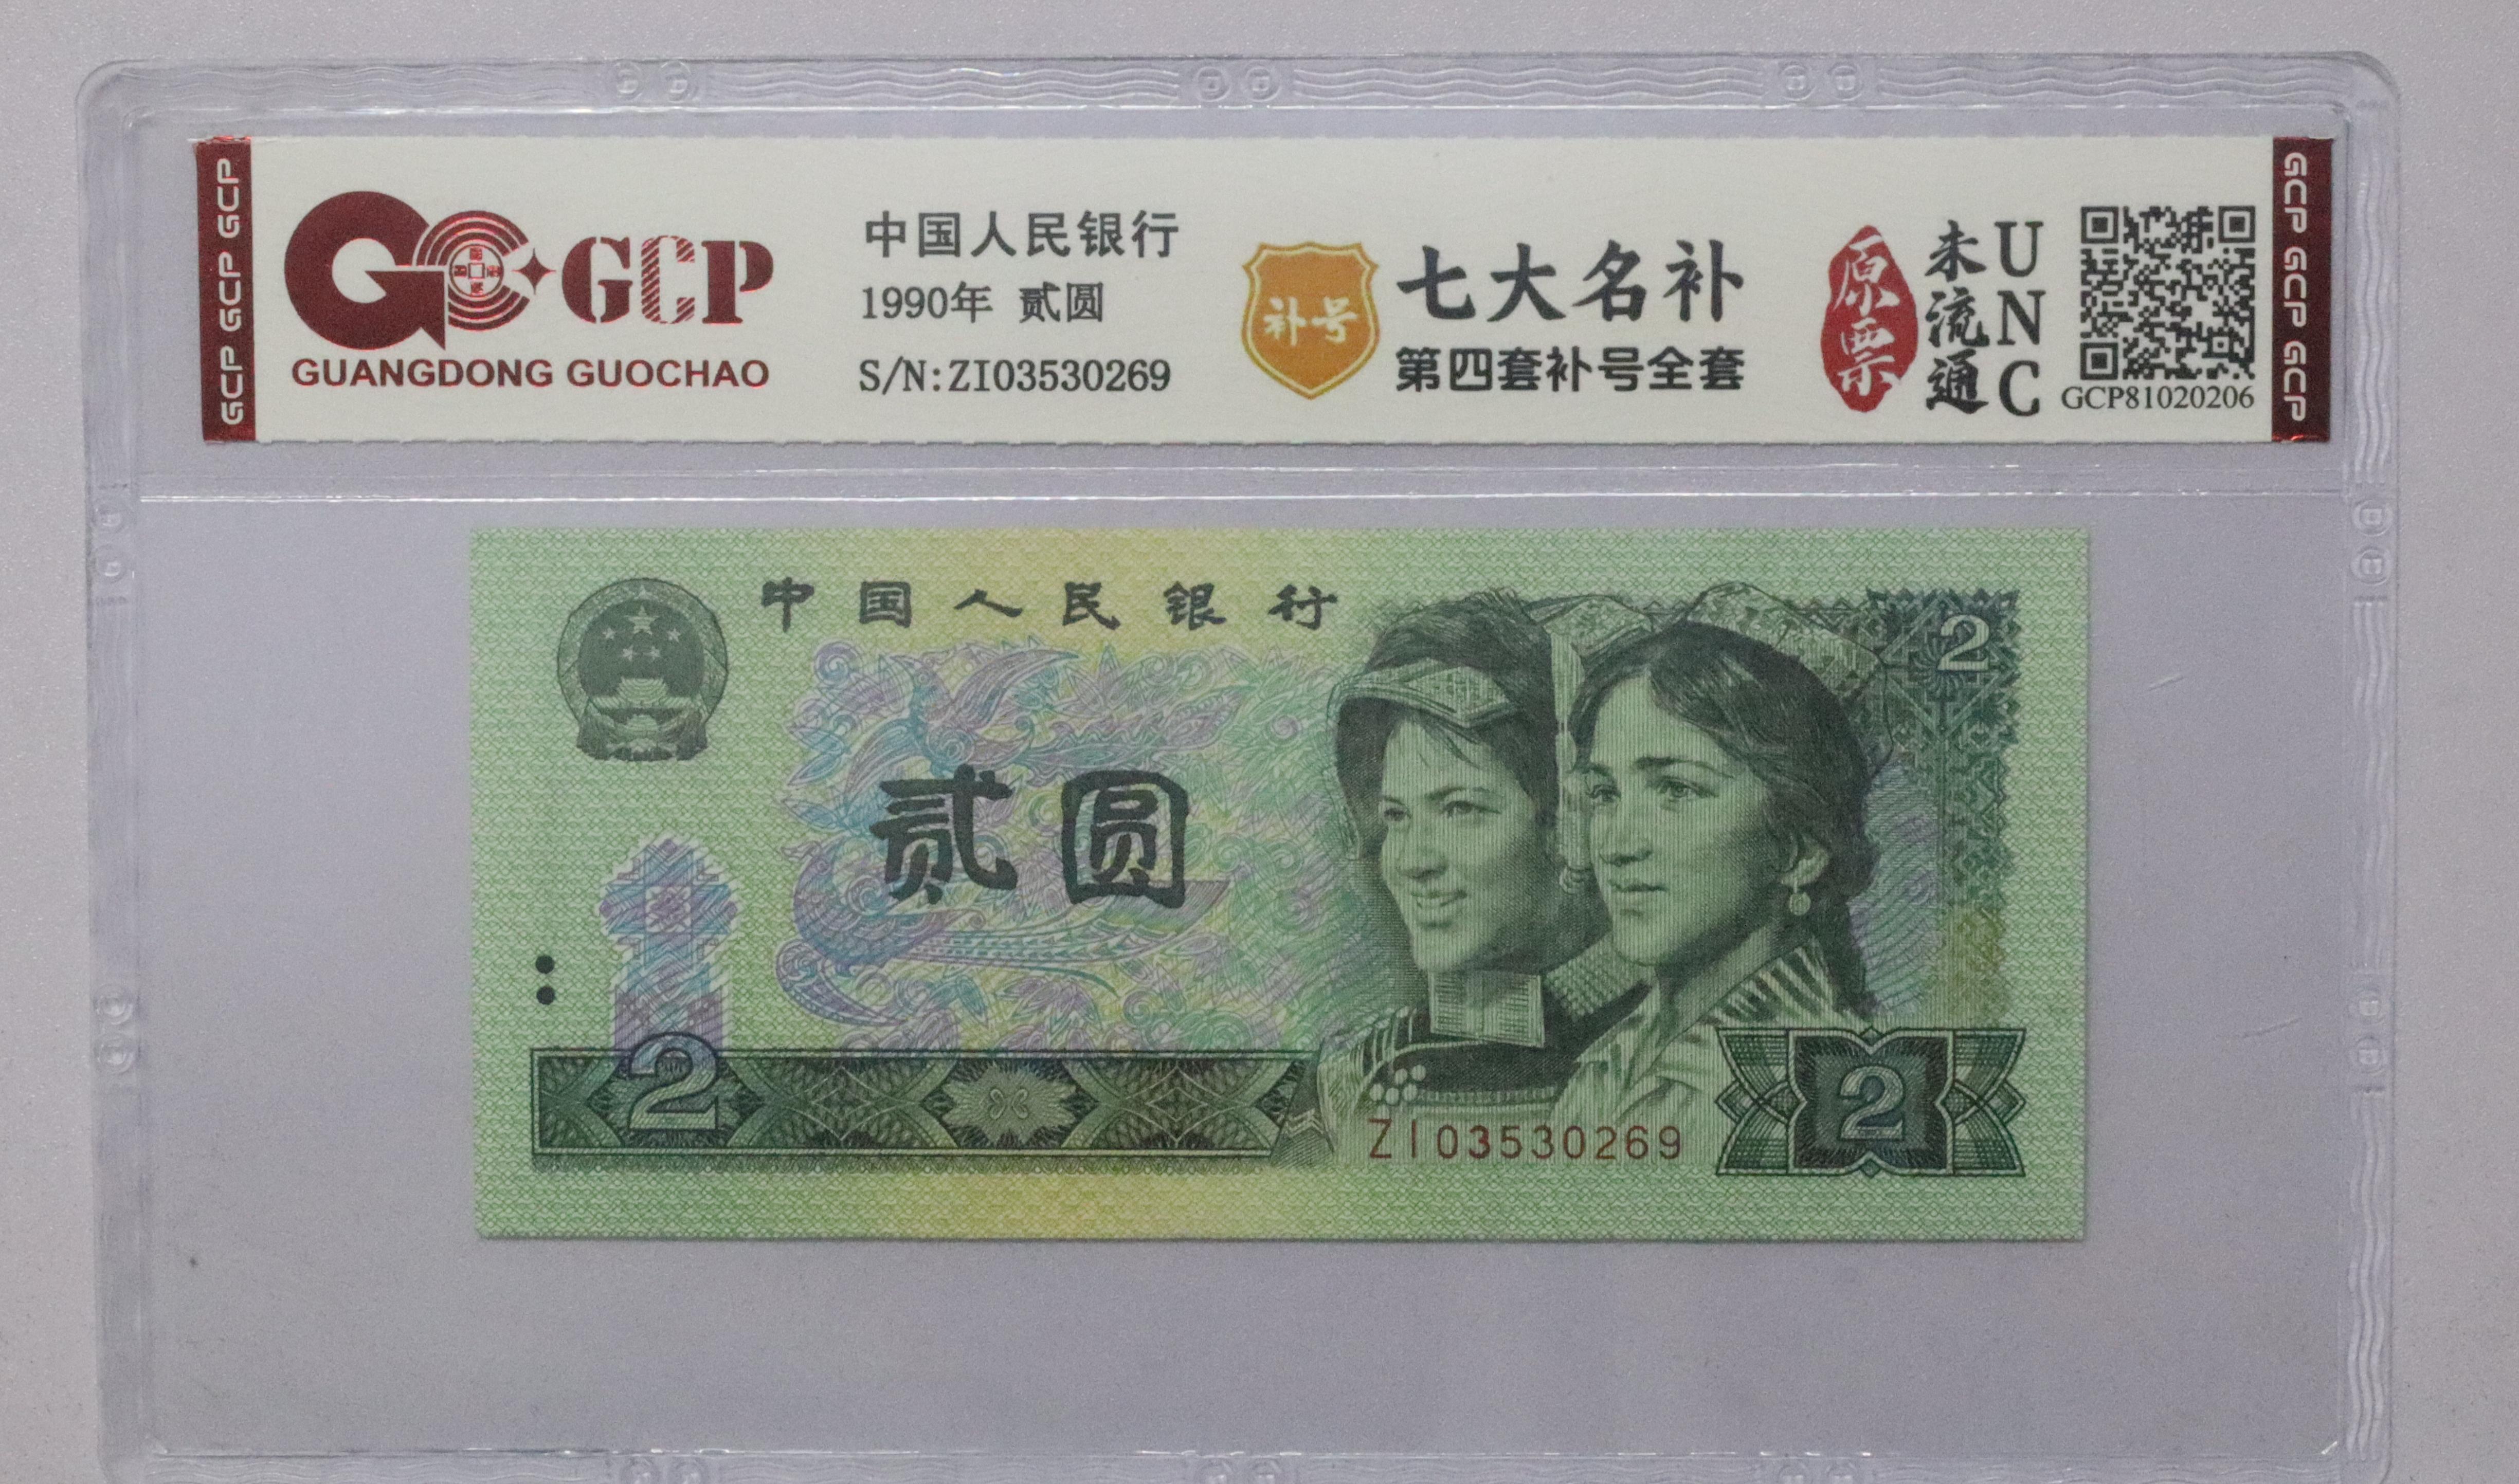 GCP GCP GCP
GCP
GUANGDONG GUOCHAO
中国人民银行
1990年 贰圆
S/N:ZI03530269
补号
七大名补
第四套补号全套
原票
未流通
UNC
GCP81020206
GCP GCP GCP
中国人民银行
2
贰圆
2
ZI03530269
2